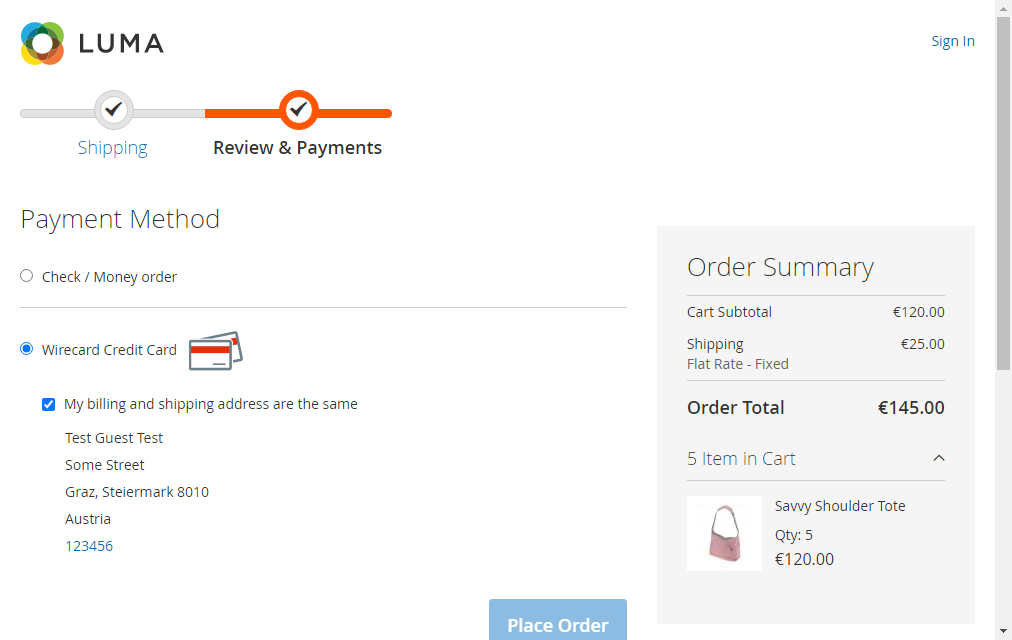 LUMA
Sign In
Shipping
Review & Payments
Payment Method
Check / Money order
Wirecard Credit Card
My billing and shipping address are the same
Test Guest Test
Some Street
Graz, Steiermark 8010
Austria
123456
Place Order
Order Summary
Cart Subtotal €120.00
Shipping €25.00
Flat Rate - Fixed
Order Total €145.00
5 Item in Cart
Savvy Shoulder Tote
Qty: 5
€120.00